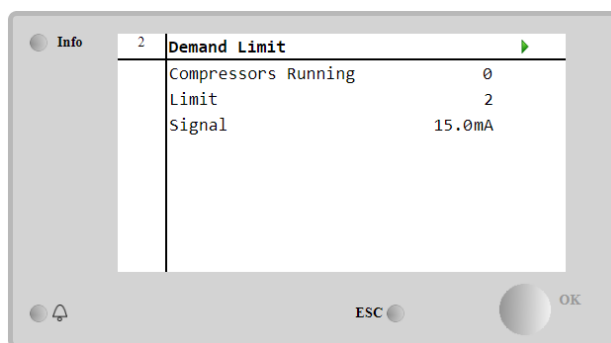 Info
2 Demand Limit
Compressors Running 0
Limit 2
Signal 15.0mA
ESC OK